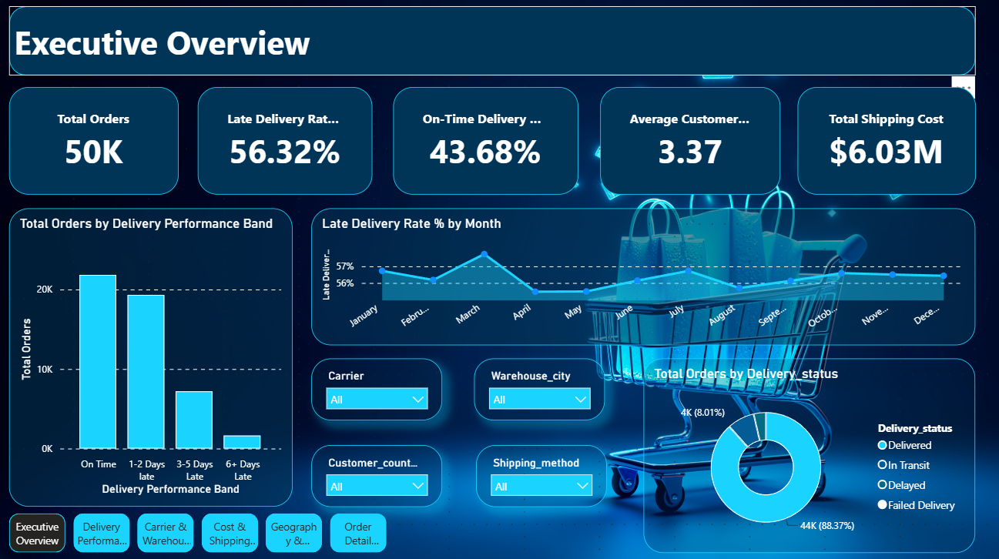 Executive Overview
Total Orders
50K
Late Delivery Rat...
56.32%
On-Time Delivery ...
43.68%
Average Customer...
3.37
Total Shipping Cost
$6.03M
Total Orders by Delivery Performance Band
Total Orders
20K
10K
0K
On Time
1-2 Days
late
3-5 Days
Late
6+ Days
Late
Delivery Performance Band
Late Delivery Rate % by Month
Late Deliver...
57%
56%
January
Febru...
March
April
May
June
July
August
Septe...
Octob...
Nove...
Dece...
Carrier
All
Warehouse_city
All
Customer_count...
All
Shipping_method
All
Total Orders by Delivery_status
4K (8.01%)
44K (88.37%)
Delivery_status
Delivered
In Transit
Delayed
Failed Delivery
Executive
Overview
Delivery
Performa...
Carrier &
Warehou...
Cost &
Shipping...
Geograph
y &...
Order
Detail...